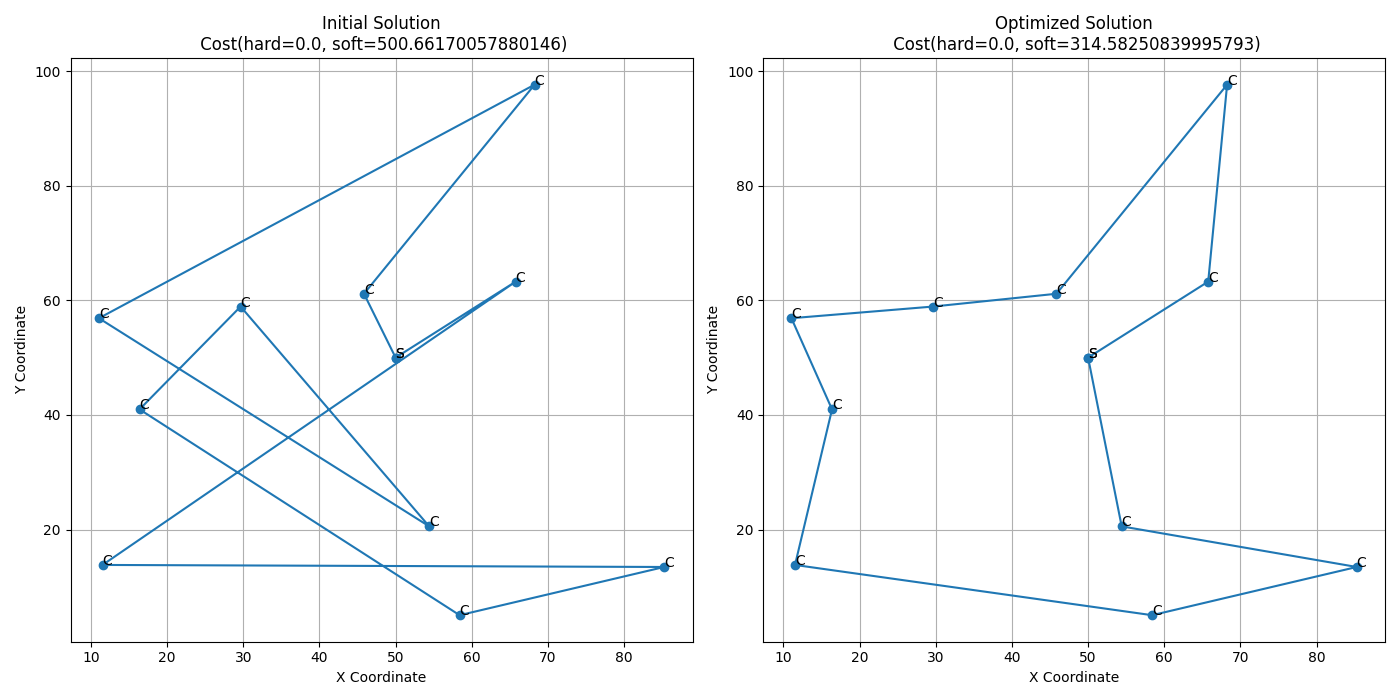 Initial Solution
Cost(hard=0.0, soft=500.66170057880146)
Y Coordinate
100
80
60
40
20
C
C
C
C
C
S
C
C
C
C
C
10
20
30
40
50
60
70
80
X Coordinate
Optimized Solution
Cost(hard=0.0, soft=314.58250839995793)
Y Coordinate
100
80
60
40
20
C
C
C
C
C
S
C
C
C
C
C
10
20
30
40
50
60
70
80
X Coordinate